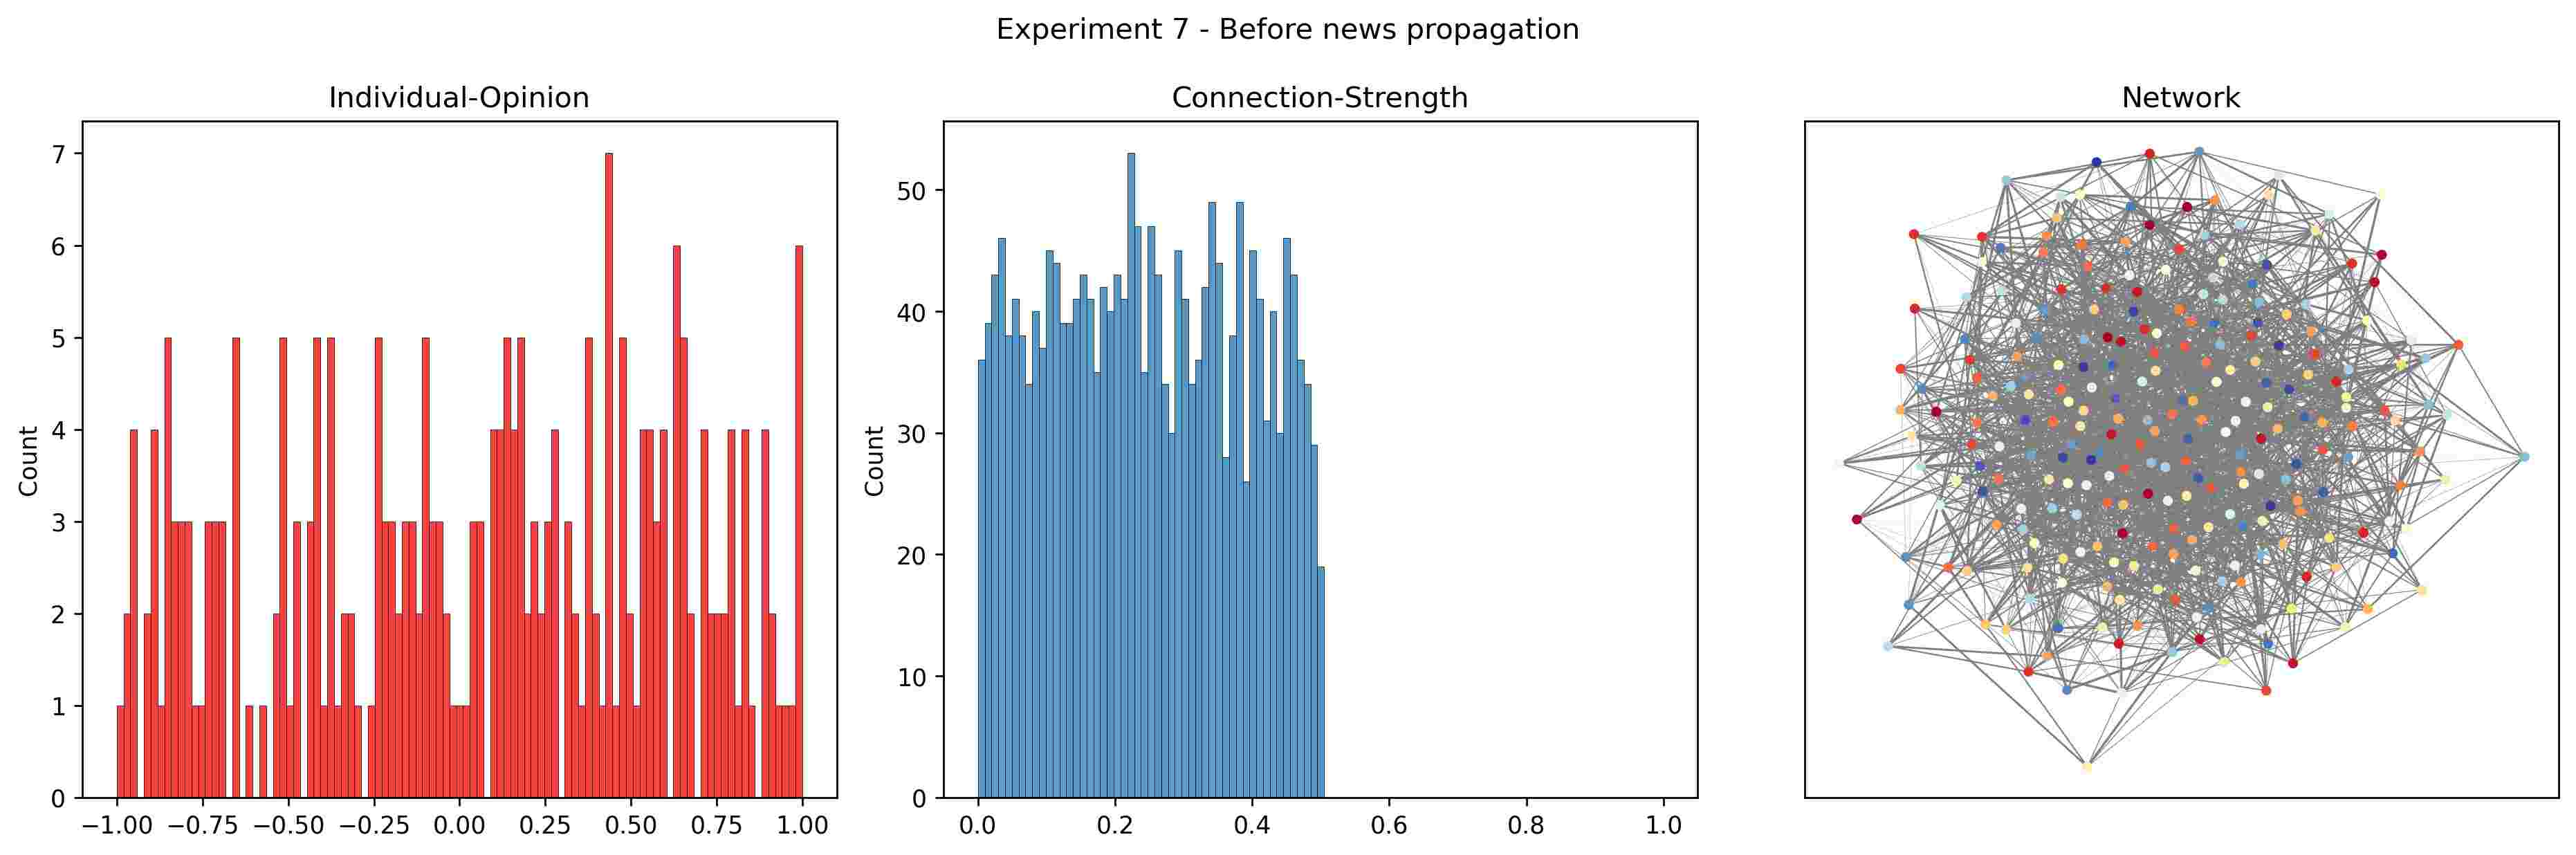 Experiment 7 - Before news propagation
Individual-Opinion
Count
7
6
5
4
3
2
1
0
−1.00 −0.75 −0.50 −0.25 0.00 0.25 0.50 0.75 1.00
Connection-Strength
Count
50
40
30
20
10
0
0.0 0.2 0.4 0.6 0.8 1.0
Network